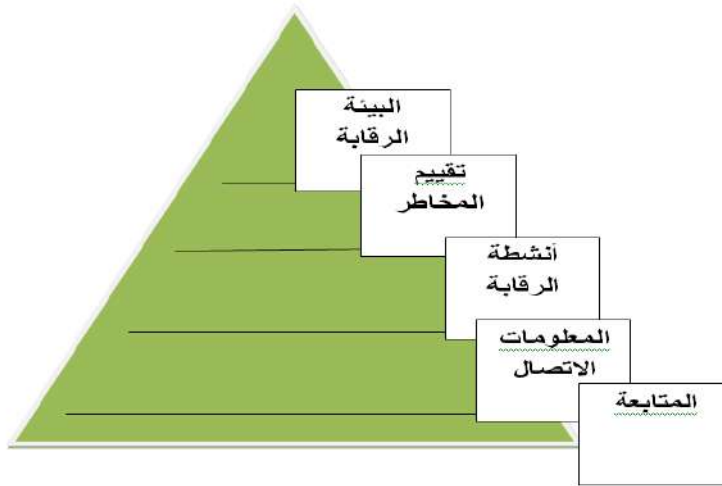 البيئة
الرقابة
تقييم
المخاطر
أنشطة
الرقابة
المعلومات
الاتصال
المتابعة